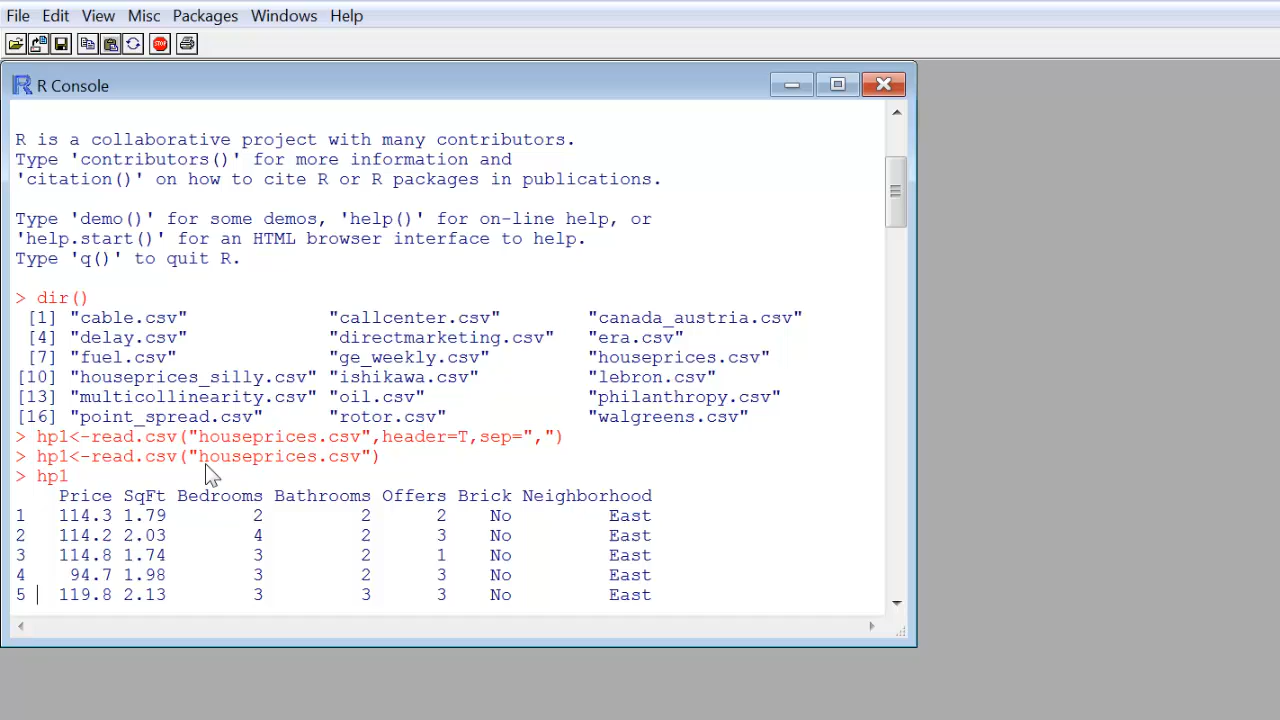 File Edit View Misc Packages Windows Help
STOP
R R Console
R is a collaborative project with many contributors.
Type 'contributors()' for more information and
'citation()' on how to cite R or R packages in publications.
Type 'demo()' for some demos, 'help()' for on-line help, or
'help.start()' for an HTML browser interface to help.
Type 'q()' to quit R.
> dir()
[1] "cable.csv" "callcenter.csv" "canada_austria.csv"
[4] "delay.csv" "directmarketing.csv" "era.csv"
[7] "fuel.csv" "ge_weekly.csv" "houseprices.csv"
[10] "houseprices_silly.csv" "ishikawa.csv" "lebron.csv"
[13] "multicollinearity.csv" "oil.csv" "philanthropy.csv"
[16] "point_spread.csv" "rotor.csv" "walgreens.csv"
> hp1<-read.csv("houseprices.csv",header=T,sep=",")
> hp1<-read.csv("houseprices.csv")
> hp1
Price SqFt Bedrooms Bathrooms Offers Brick Neighborhood
1 114.3 1.79 2 2 2 No East
2 114.2 2.03 4 2 3 No East
3 114.8 1.74 3 2 1 No East
4 94.7 1.98 3 2 3 No East
5 119.8 2.13 3 3 3 No East